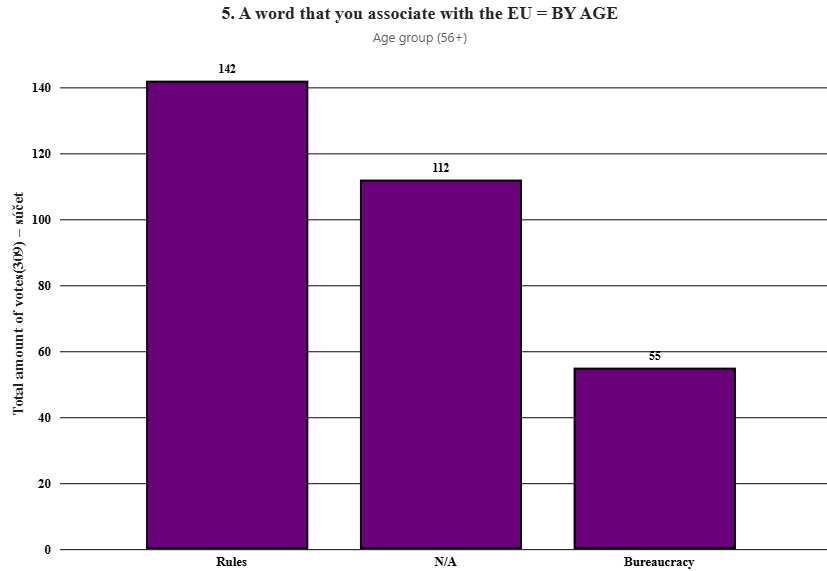 5. A word that you associate with the EU = BY AGE
Age group (56+)
Total amount of votes(309) – súčet
140
120
100
80
60
40
20
0
142
112
55
Rules
N/A
Bureaucracy